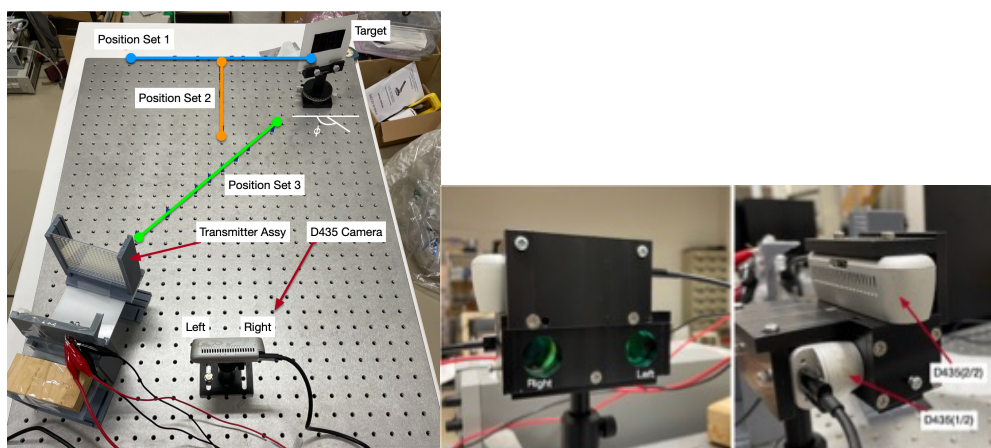 Target
Position Set 1
Position Set 2
ϕ
Position Set 3
Transmitter Assy
D435 Camera
Left
Right
Right
Left
D435(2/2)
D435(1/2)